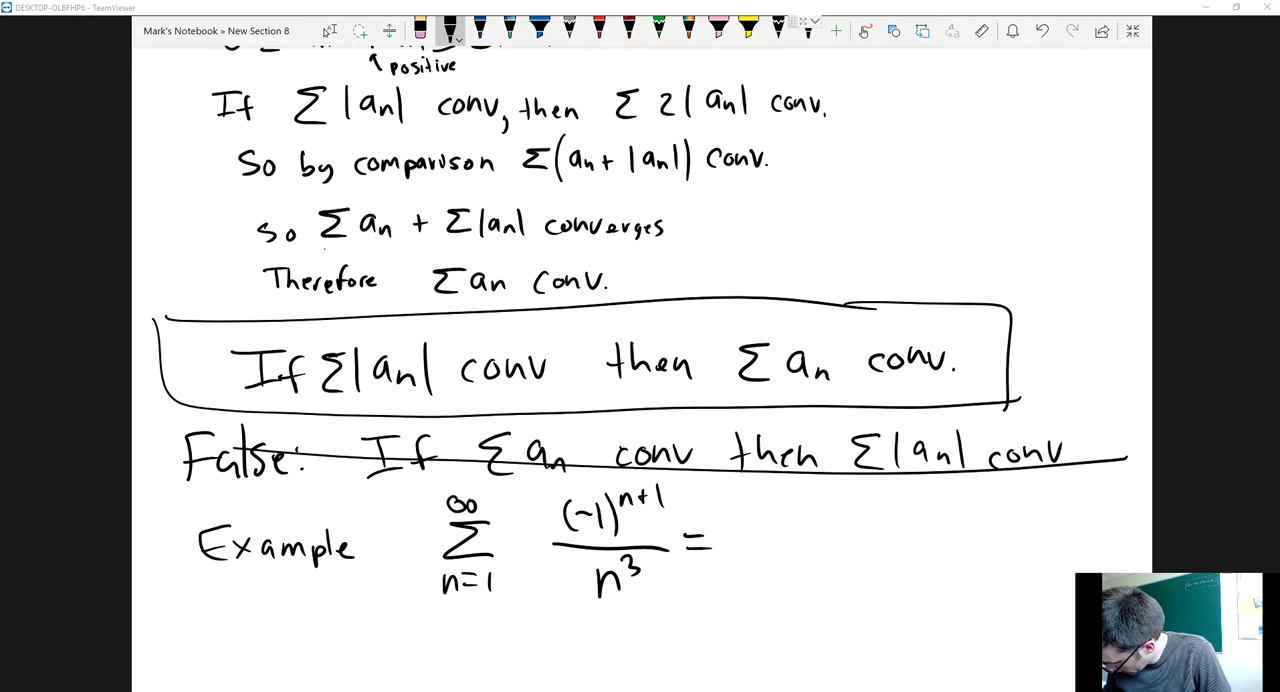 DESKTOP-OLBFHP6 - TeamViewer
Mark's Notebook » New Section 8
positive
If Σ |an| conv, then Σ 2|an| conv.
So by comparison Σ(an + |an|) conv.
so Σ an + Σ|an| converges
Therefore Σ an conv.
If Σ|an| conv then Σ an conv.
False: If Σ an conv then Σ|an| conv
Example ∞ Σ n=1 (-1)^n+1 / n^3 =